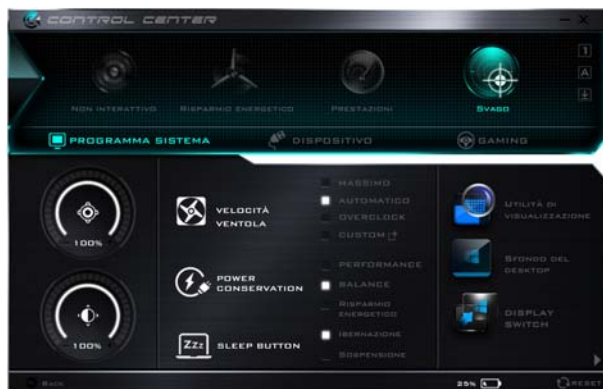 CONTROL CENTER
1
A
NON INTERATTIVO
RISPARMIO ENERGETICO
PRESTAZIONI
SVAGO
PROGRAMMA SISTEMA
DISPOSITIVO
GAMING
100%
VELOCITÀ
VENTOLA
MASSIMO
AUTOMATICO
OVERCLOCK
CUSTOM
UTILITÀ DI
VISUALIZZAZIONE
100%
POWER
CONSERVATION
PERFORMANCE
BALANCE
RISPARMIO
ENERGETICO
SFONDO DEL
DESKTOP
ZZZ
SLEEP BUTTON
IBERNAZIONE
SOSPENSIONE
DISPLAY
SWITCH
BACK
25%
RESET